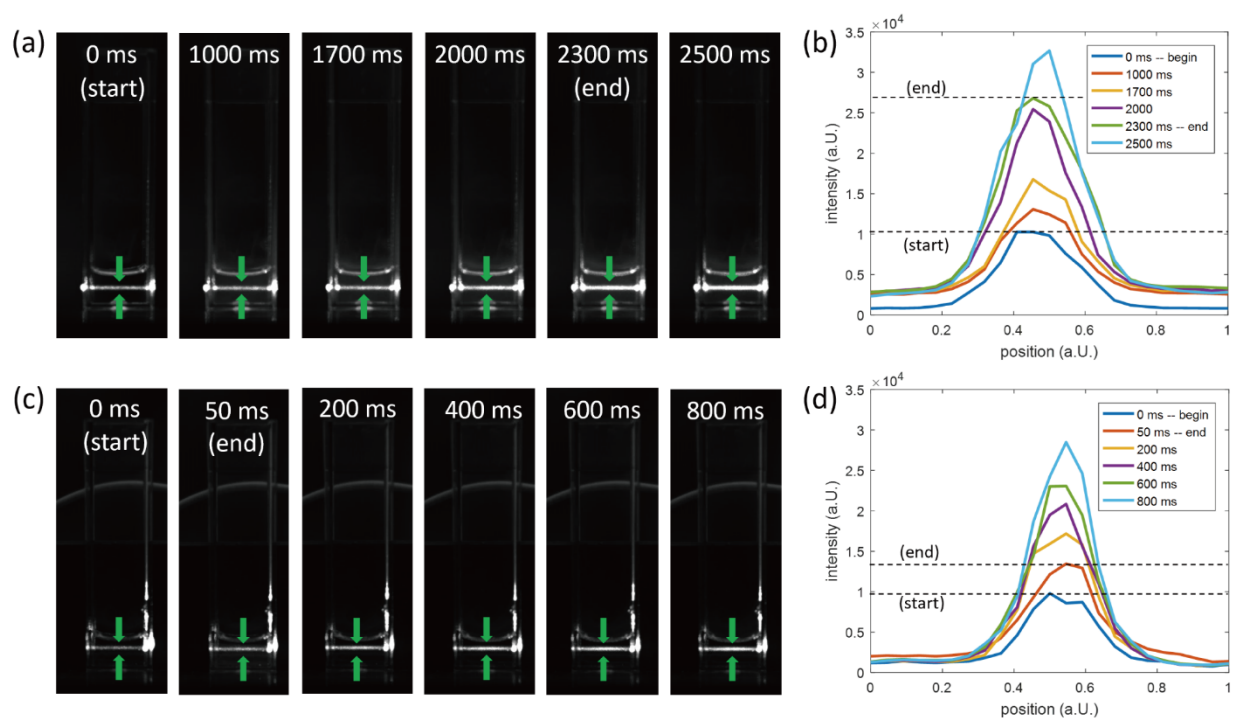 (a)
0 ms
(start)
1000 ms
1700 ms
2000 ms
2300 ms
(end)
2500 ms
(b)
× 10⁴
3.5
3
2.5
2
1.5
1
0.5
0
0
0.2
0.4
0.6
0.8
1
intensity (a.U.)
position (a.U.)
(end)
(start)
0 ms -- begin
1000 ms
1700 ms
2000
2300 ms -- end
2500 ms
(c)
0 ms
(start)
50 ms
(end)
200 ms
400 ms
600 ms
800 ms
(d)
× 10⁴
3.5
3
2.5
2
1.5
1
0.5
0
0
0.2
0.4
0.6
0.8
1
intensity (a.U.)
position (a.U.)
(end)
(start)
0 ms -- begin
50 ms -- end
200 ms
400 ms
600 ms
800 ms